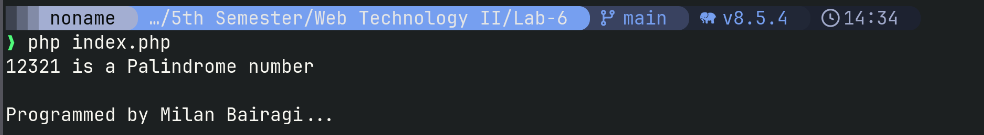 noname …/5th Semester/Web Technology II/Lab-6 main v8.5.4 14:34
❯ php index.php
12321 is a Palindrome number
Programmed by Milan Bairagi...